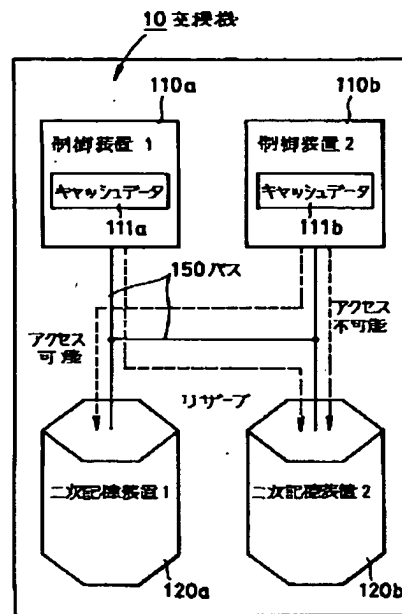 10 交換機
110a
110b
制御装置 1
制御装置 2
キャッシュデータ
キャッシュデータ
111a
111b
150 バス
アクセス
可能
アクセス
不可能
リザーブ
二次記憶装置 1
二次記憶装置 2
120a
120b